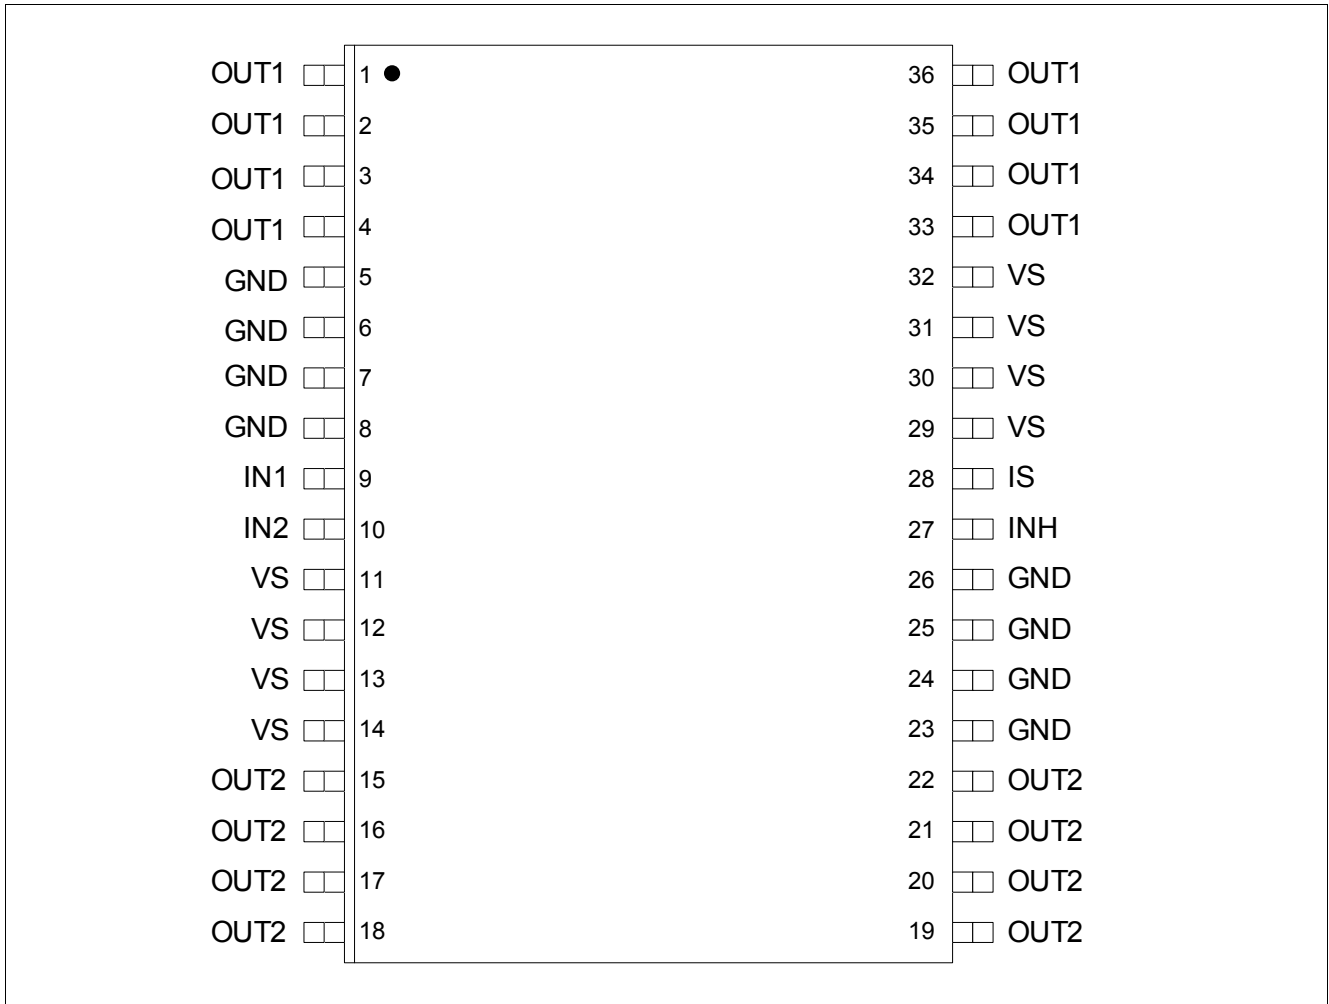 OUT1 1 36 OUT1
OUT1 2 35 OUT1
OUT1 3 34 OUT1
OUT1 4 33 OUT1
GND 5 32 VS
GND 6 31 VS
GND 7 30 VS
GND 8 29 VS
IN1 9 28 IS
IN2 10 27 INH
VS 11 26 GND
VS 12 25 GND
VS 13 24 GND
VS 14 23 GND
OUT2 15 22 OUT2
OUT2 16 21 OUT2
OUT2 17 20 OUT2
OUT2 18 19 OUT2